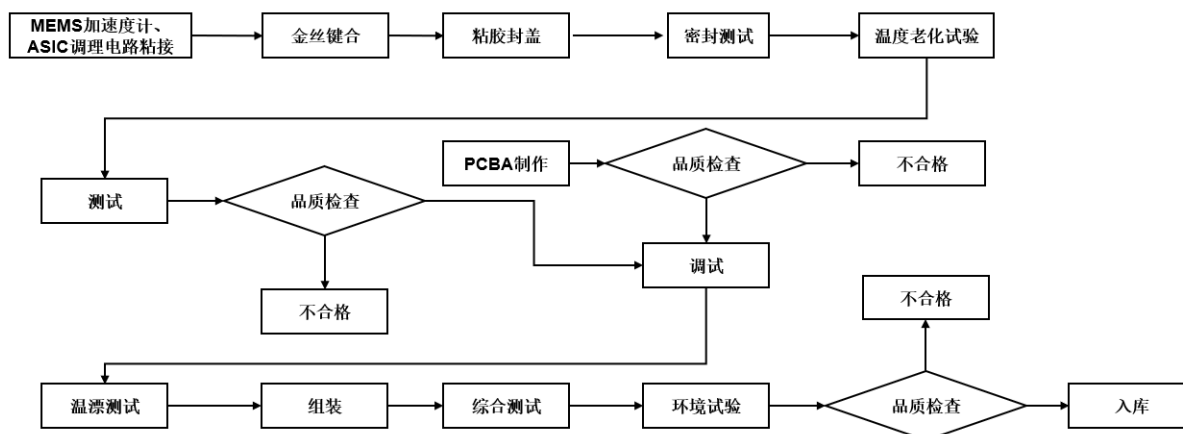 MEMS加速度计、
ASIC调理电路粘接
金丝键合
粘胶封盖
密封测试
温度老化试验
PCBA制作
品质检查
不合格
测试
品质检查
调试
不合格
不合格
温漂测试
组装
综合测试
环境试验
品质检查
入库